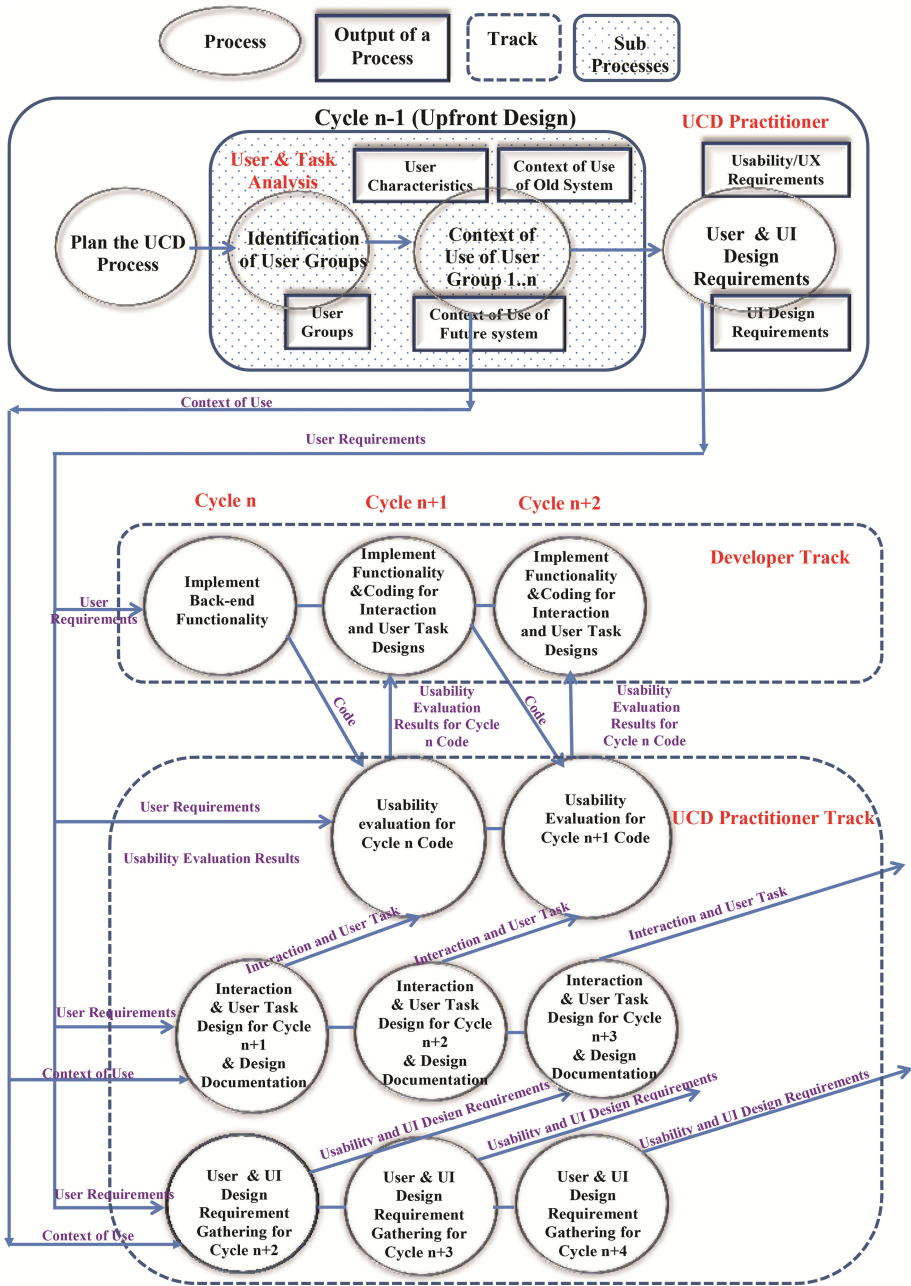 Process
Output of a
Process
Track
Sub
Processes
Cycle n-1 (Upfront Design)
UCD Practitioner
User & Task
Analysis
User
Characteristics
Context of Use
of Old System
Usability/UX
Requirements
Plan the UCD
Process
Identification
of User Groups
Context of
Use of User
Group 1..n
User & UI
Design
Requirements
User
Groups
Context of Use of
Future system
UI Design
Requirements
Context of Use
User Requirements
Cycle n
Cycle n+1
Cycle n+2
Developer Track
User
Requirements
Implement
Back-end
Functionality
Implement
Functionality
&Coding for
Interaction
and User Task
Designs
Implement
Functionality
&Coding for
Interaction
and User Task
Designs
Code
Usability
Evaluation
Results for Cycle
n Code
Code
Usability
Evaluation
Results for
Cycle n Code
UCD Practitioner Track
User Requirements
Usability
evaluation for
Cycle n Code
Usability
Evaluation for
Cycle n+1 Code
Usability Evaluation Results
Interaction and User Task
Interaction and User Task
Interaction and User Task
User Requirements
Context of Use
Interaction
& User Task
Design for Cycle
n+1
& Design
Documentation
Interaction
& User Task
Design for Cycle
n+2
& Design
Documentation
Interaction
& User Task
Design for Cycle
n+3
& Design
Documentation
Usability and UI Design Requirements
Usability and UI Design Requirements
Usability and UI Design Requirements
User Requirements
Context of Use
User & UI
Design
Requirement
Gathering for
Cycle n+2
User & UI
Design
Requirement
Gathering for
Cycle n+3
User & UI
Design
Requirement
Gathering for
Cycle n+4